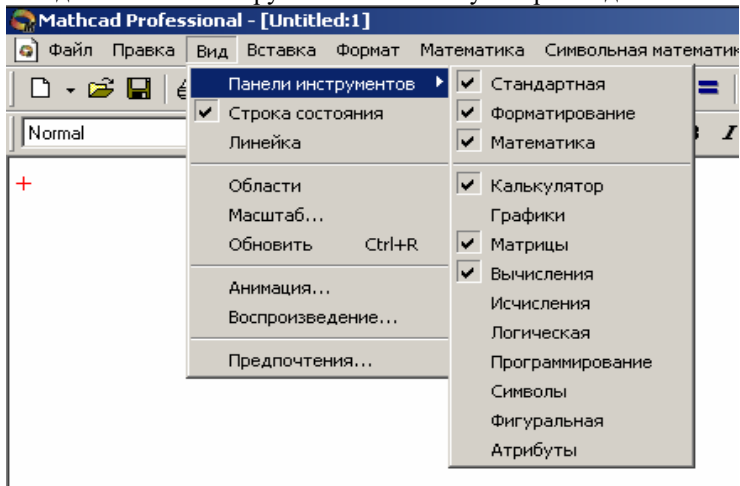 Mathcad Professional - [Untitled:1]
Файл Правка Вид Вставка Формат Математика Символьная математик
Normal
Панели инструментов
Строка состояния
Линейка
Области
Масштаб...
Обновить Ctrl+R
Анимация...
Воспроизведение...
Предпочтения...
Стандартная
Форматирование
Математика
Калькулятор
Графики
Матрицы
Вычисления
Исчисления
Логическая
Программирование
Символы
Фигуральная
Атрибуты
I